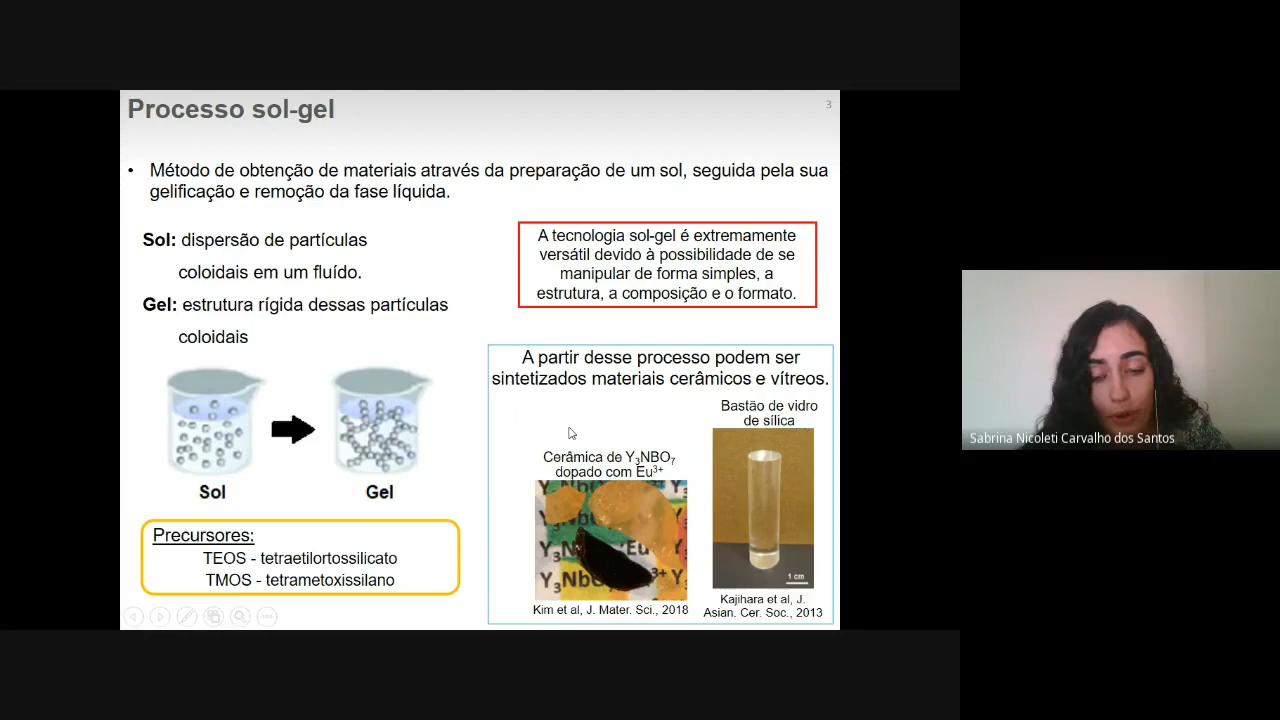 Processo sol-gel
3
• Método de obtenção de materiais através da preparação de um sol, seguida pela sua
gelificação e remoção da fase líquida.
Sol: dispersão de partículas
coloidais em um fluído.
Gel: estrutura rígida dessas partículas
coloidais
A tecnologia sol-gel é extremamente
versátil devido à possibilidade de se
manipular de forma simples, a
estrutura, a composição e o formato.
Sol
Gel
Precursores:
TEOS - tetraetilortossilicato
TMOS - tetrametoxissilano
A partir desse processo podem ser
sintetizados materiais cerâmicos e vítreos.
Cerâmica de Y₃NBO₇
dopado com Eu³⁺
Kim et al, J. Mater. Sci., 2018
Bastão de vidro
de sílica
1 cm
Kajihara et al, J.
Asian. Cer. Soc., 2013
Sabrina Nicoleti Carvalho dos Santos